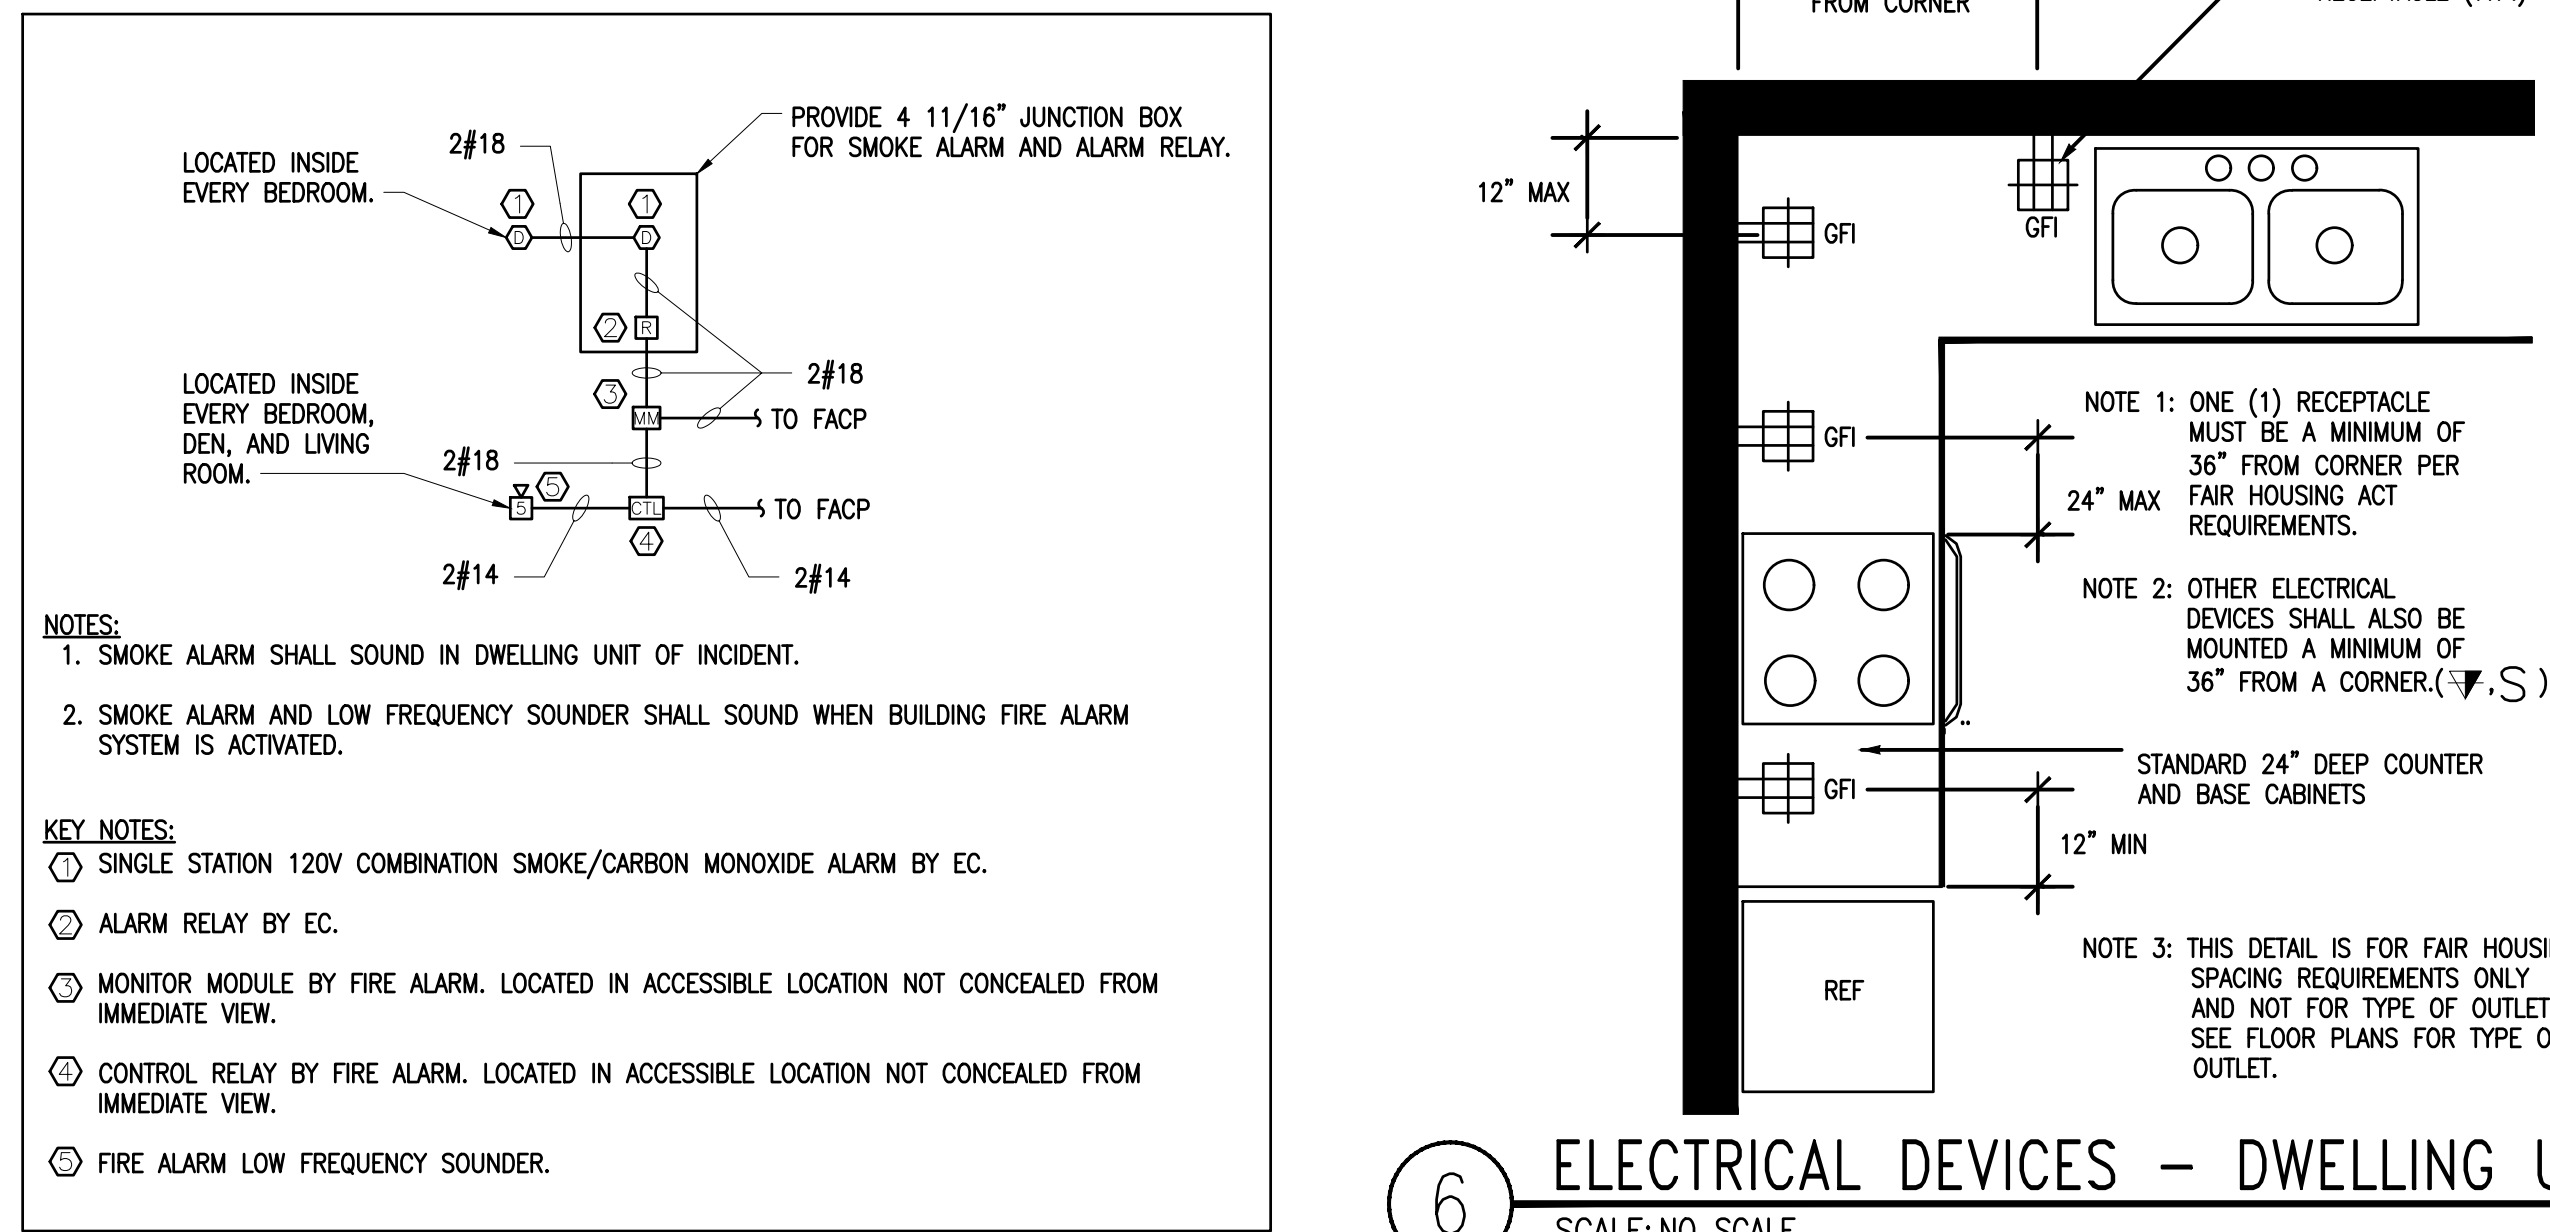 PROVIDE 4 11/16" JUNCTION BOX
FOR SMOKE ALARM AND ALARM RELAY.
2#18
LOCATED INSIDE
EVERY BEDROOM.
1
1
D
D
2
R
2#18
3
MM
TO FACP
LOCATED INSIDE
EVERY BEDROOM,
DEN, AND LIVING
ROOM.
2#18
5
5
CTL
TO FACP
4
2#14
2#14
NOTES:
1. SMOKE ALARM SHALL SOUND IN DWELLING UNIT OF INCIDENT.
2. SMOKE ALARM AND LOW FREQUENCY SOUNDER SHALL SOUND WHEN BUILDING FIRE ALARM
SYSTEM IS ACTIVATED.
KEY NOTES:
1 SINGLE STATION 120V COMBINATION SMOKE/CARBON MONOXIDE ALARM BY EC.
2 ALARM RELAY BY EC.
3 MONITOR MODULE BY FIRE ALARM. LOCATED IN ACCESSIBLE LOCATION NOT CONCEALED FROM
IMMEDIATE VIEW.
4 CONTROL RELAY BY FIRE ALARM. LOCATED IN ACCESSIBLE LOCATION NOT CONCEALED FROM
IMMEDIATE VIEW.
5 FIRE ALARM LOW FREQUENCY SOUNDER.
FROM CORNER
12" MAX
GFI
GFI
GFI
24" MAX
NOTE 1: ONE (1) RECEPTACLE
MUST BE A MINIMUM OF
36" FROM CORNER PER
FAIR HOUSING ACT
REQUIREMENTS.
NOTE 2: OTHER ELECTRICAL
DEVICES SHALL ALSO BE
MOUNTED A MINIMUM OF
36" FROM A CORNER.( , S )
STANDARD 24" DEEP COUNTER
AND BASE CABINETS
GFI
12" MIN
REF
NOTE 3: THIS DETAIL IS FOR FAIR
SPACING REQUIREMENTS ONLY
AND NOT FOR TYPE OF OUTLET
SEE FLOOR PLANS FOR TYPE
OUTLET.
6
ELECTRICAL DEVICES - DWELLING
SCALE: NO SCALE